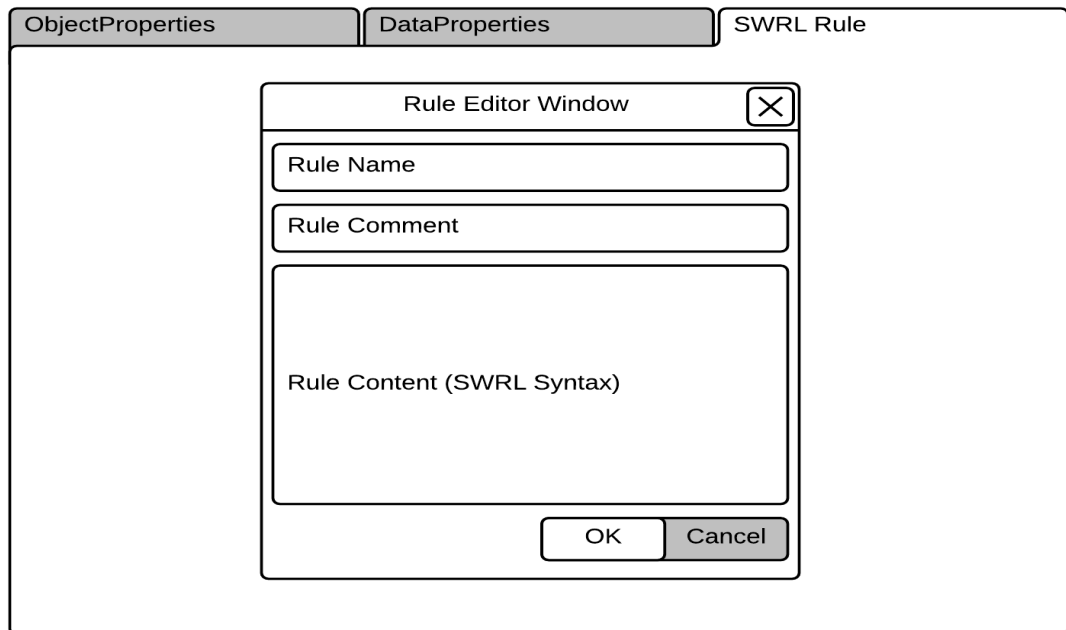 ObjectProperties
DataProperties
SWRL Rule
Rule Editor Window
Rule Name
Rule Comment
Rule Content (SWRL Syntax)
OK
Cancel